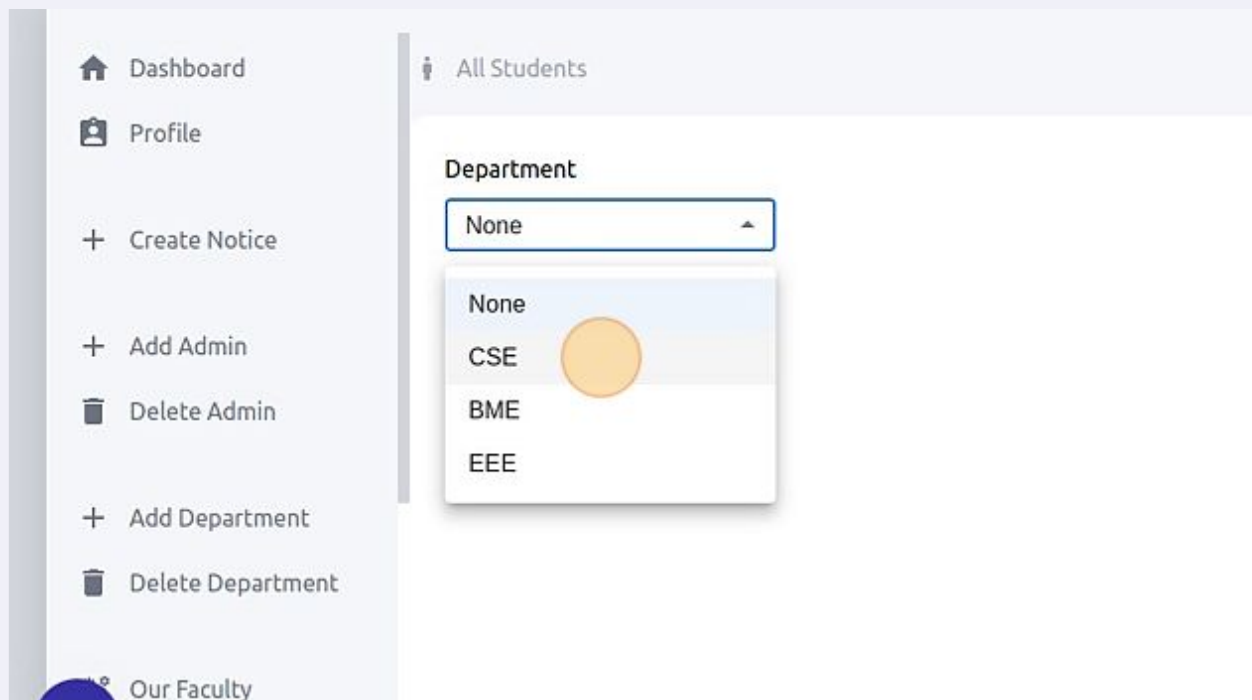 Dashboard
Profile
Create Notice
Add Admin
Delete Admin
Add Department
Delete Department
Our Faculty
All Students
Department
None
None
CSE
BME
EEE